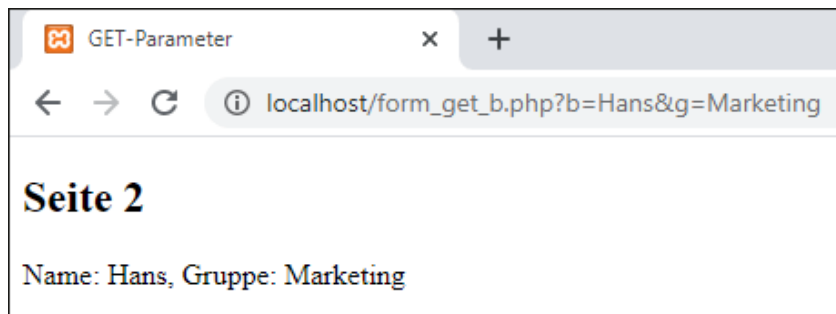 GET-Parameter
localhost/form_get_b.php?b=Hans&g=Marketing
Seite 2
Name: Hans, Gruppe: Marketing